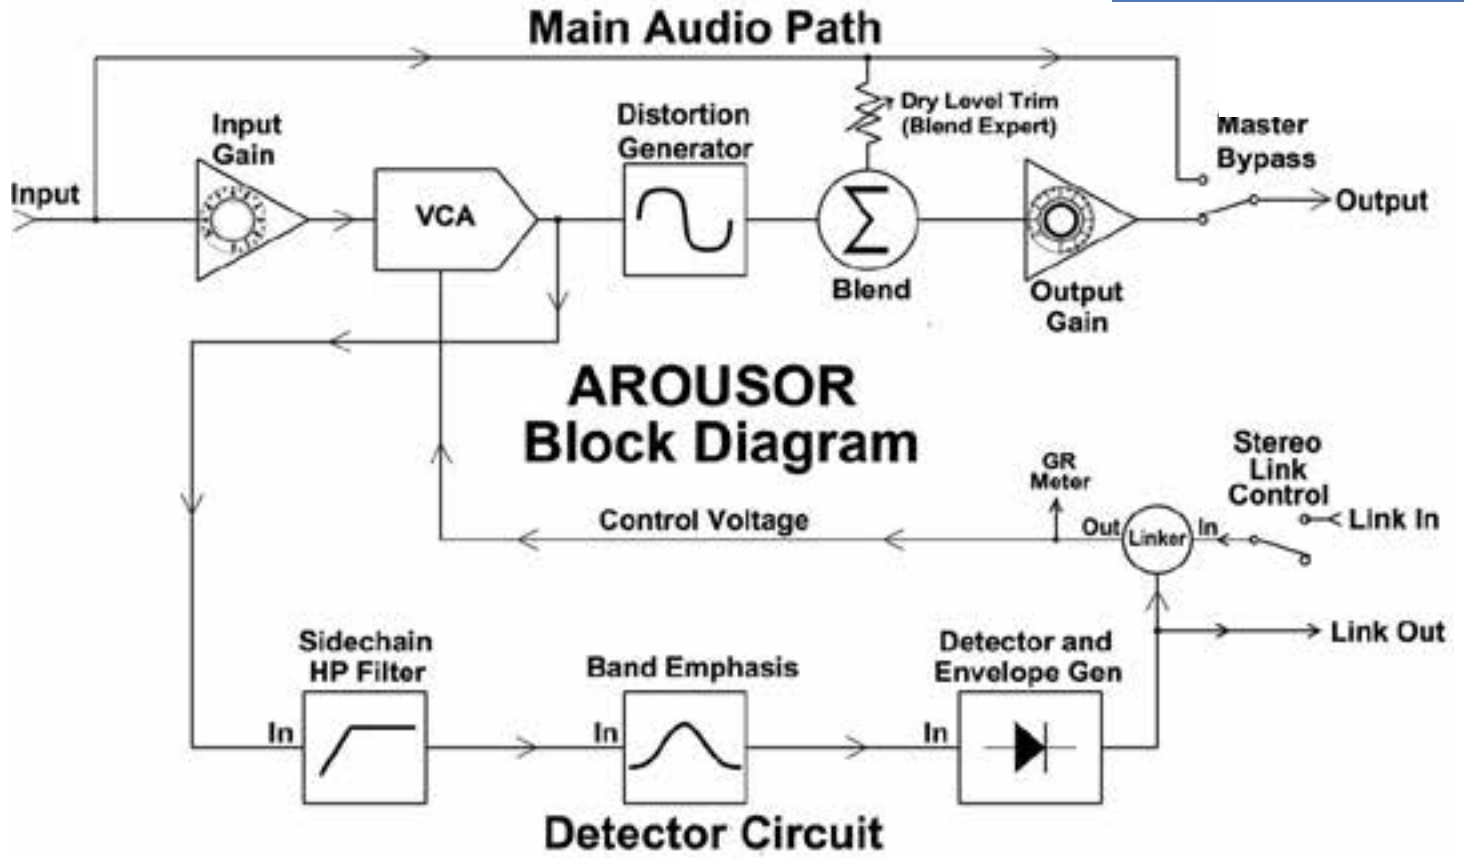 Main Audio Path
Dry Level Trim
(Blend Expert)
Distortion
Generator
Input
Gain
Master
Bypass
Input
VCA
Σ
Output
Blend
Output
Gain
AROUSOR
Block Diagram
Stereo
Link
Control
GR
Meter
Control Voltage
Out
Linker
In
Link In
Link Out
Sidechain
HP Filter
Band Emphasis
Detector and
Envelope Gen
In
In
In
Detector Circuit